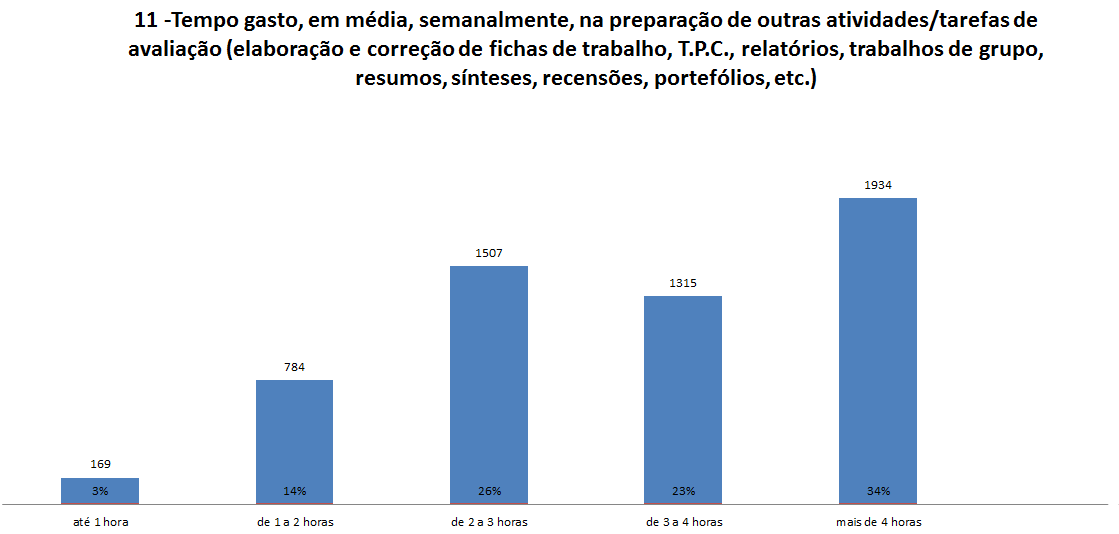 11 -Tempo gasto, em média, semanalmente, na preparação de outras atividades/tarefas de
avaliação (elaboração e correção de fichas de trabalho, T.P.C., relatórios, trabalhos de grupo,
resumos, sínteses, recensões, portefólios, etc.)
1934
1507
1315
784
169
3%
14%
26%
23%
34%
até 1 hora
de 1 a 2 horas
de 2 a 3 horas
de 3 a 4 horas
mais de 4 horas